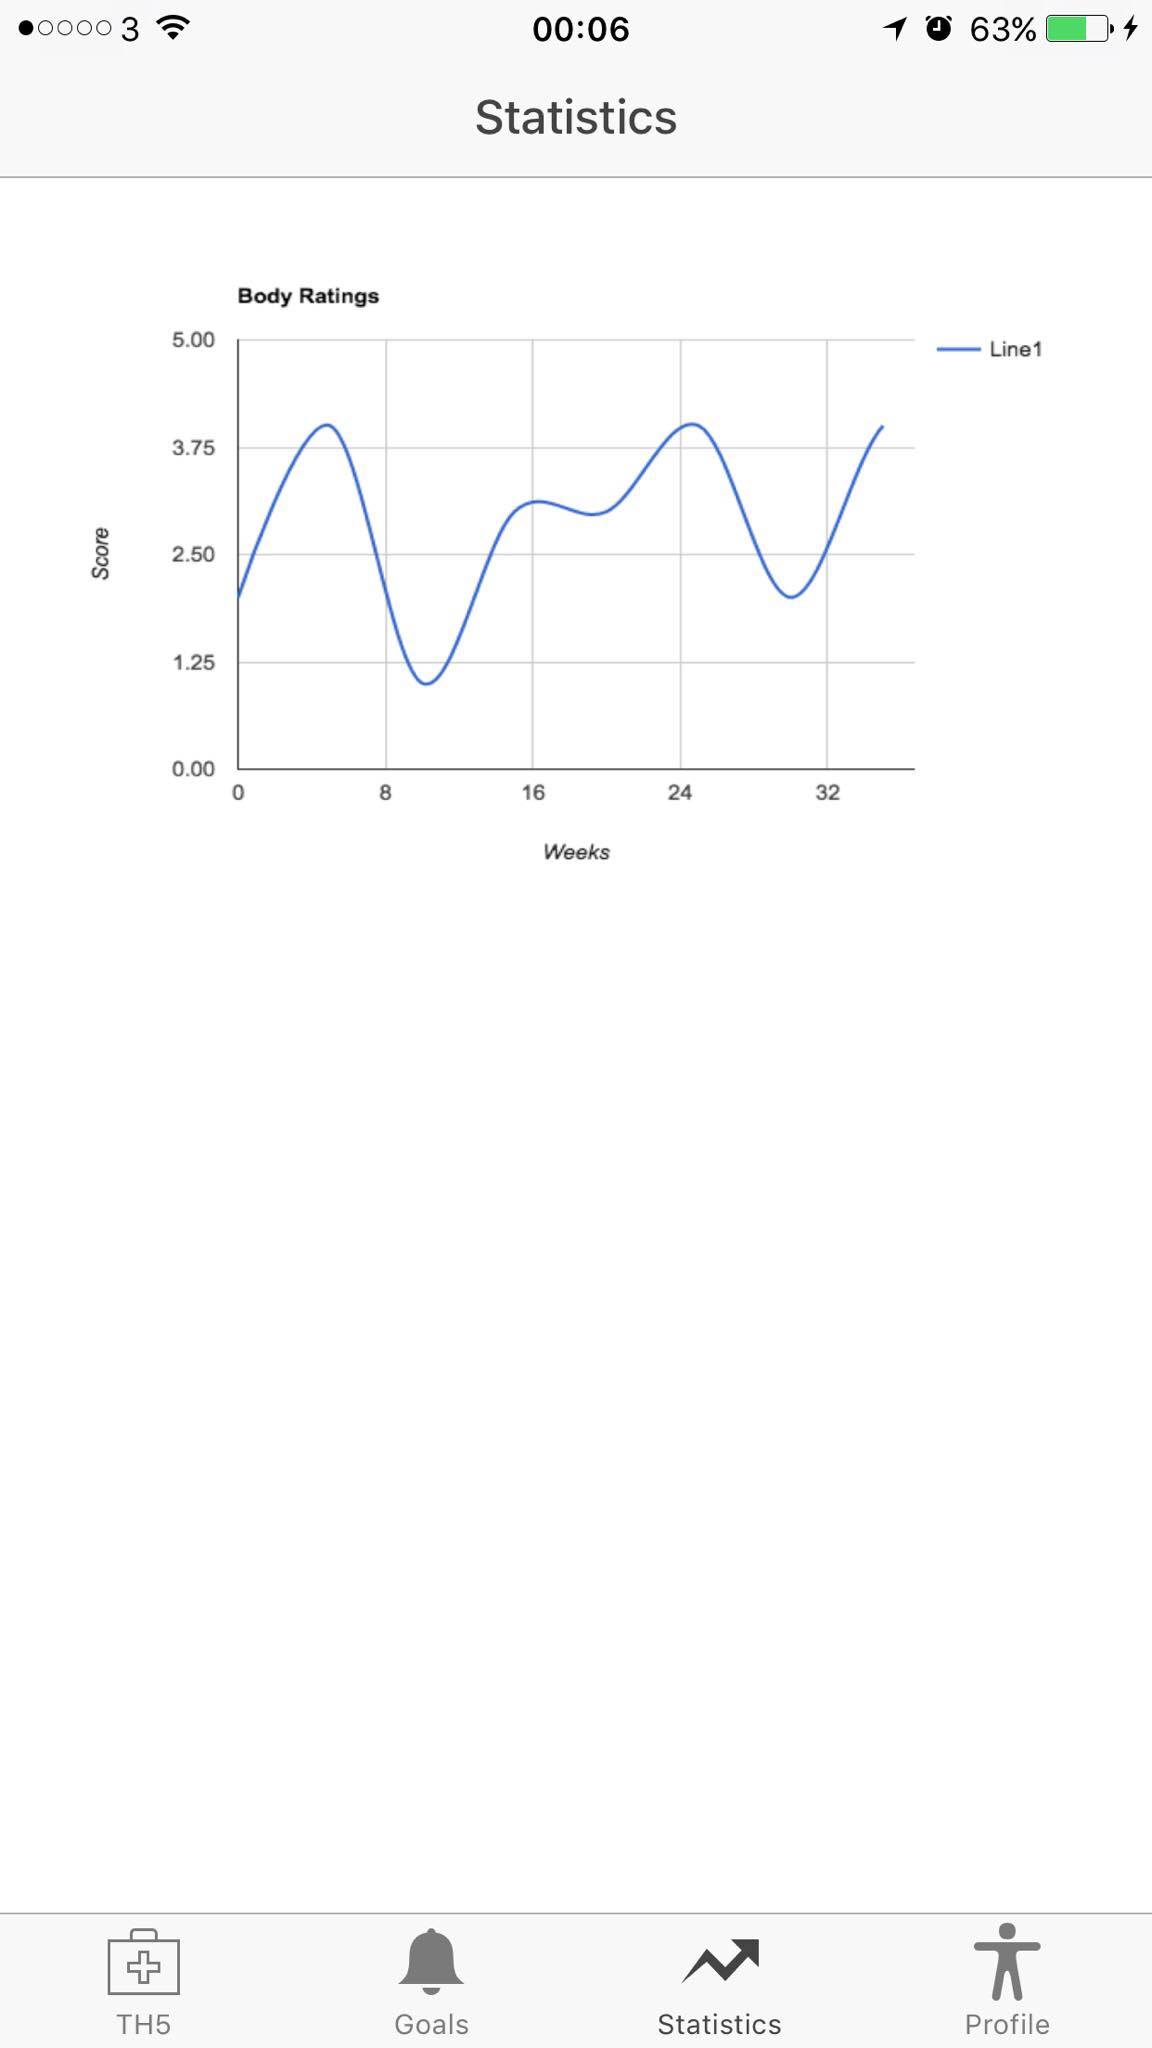 3 00:06 63%
Statistics
Body Ratings
5.00
Line1
3.75
2.50
1.25
0.00
Score
0 8 16 24 32
Weeks
TH5 Goals Statistics Profile